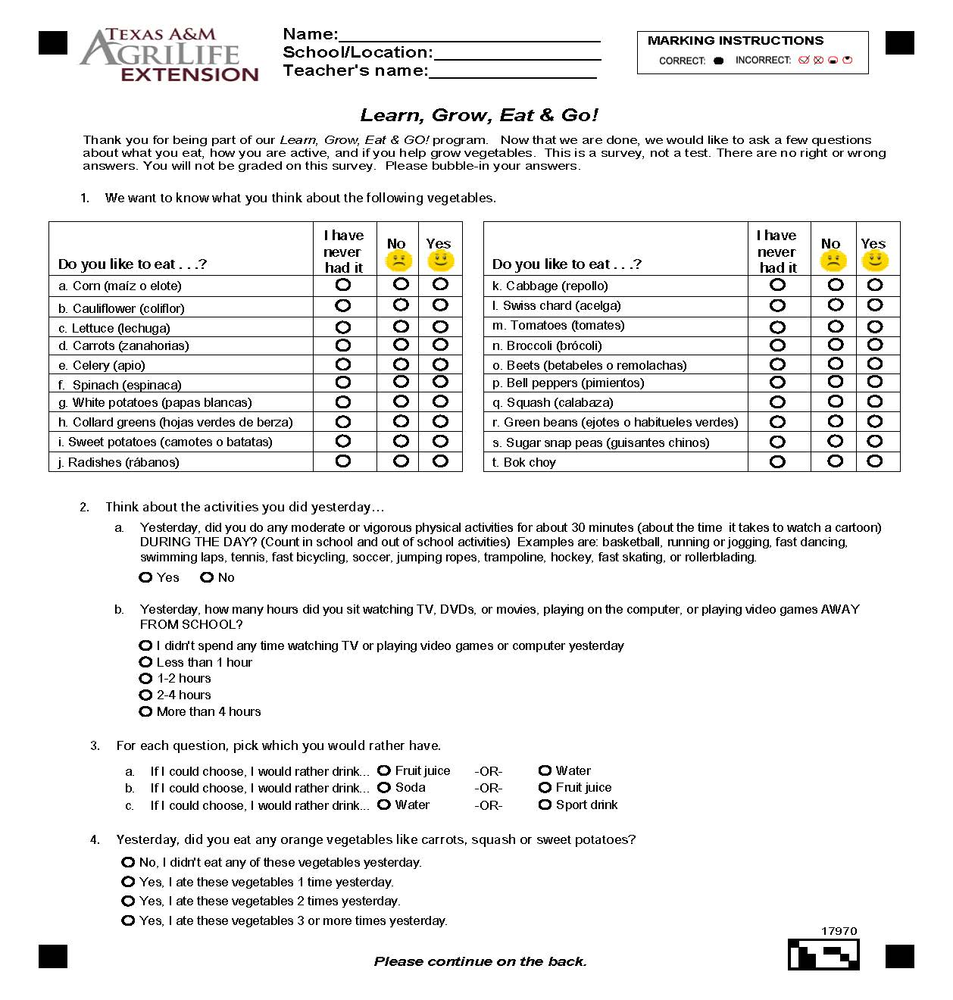 TEXAS A&M
AGRILIFE
EXTENSION
Name:
School/Location:
Teacher's name:
MARKING INSTRUCTIONS
CORRECT: INCORRECT:
Learn, Grow, Eat & Go!
Thank you for being part of our Learn, Grow, Eat & GO! program. Now that we are done, we would like to ask a few questions
about what you eat, how you are active, and if you help grow vegetables. This is a survey, not a test. There are no right or wrong
answers. You will not be graded on this survey. Please bubble-in your answers.
1. We want to know what you think about the following vegetables.
Do you like to eat . . .? I have never had it No Yes
a. Corn (maíz o elote)
b. Cauliflower (coliflor)
c. Lettuce (lechuga)
d. Carrots (zanahorias)
e. Celery (apio)
f. Spinach (espinaca)
g. White potatoes (papas blancas)
h. Collard greens (hojas verdes de berza)
i. Sweet potatoes (camotes o batatas)
j. Radishes (rábanos)
Do you like to eat . . .? I have never had it No Yes
k. Cabbage (repollo)
l. Swiss chard (acelga)
m. Tomatoes (tomates)
n. Broccoli (brócoli)
o. Beets (betabeles o remolachas)
p. Bell peppers (pimientos)
q. Squash (calabaza)
r. Green beans (ejotes o habitueles verdes)
s. Sugar snap peas (guisantes chinos)
t. Bok choy
2. Think about the activities you did yesterday…
a. Yesterday, did you do any moderate or vigorous physical activities for about 30 minutes (about the time it takes to watch a cartoon)
DURING THE DAY? (Count in school and out of school activities) Examples are: basketball, running or jogging, fast dancing,
swimming laps, tennis, fast bicycling, soccer, jumping ropes, trampoline, hockey, fast skating, or rollerblading.
Yes No
b. Yesterday, how many hours did you sit watching TV, DVDs, or movies, playing on the computer, or playing video games AWAY
FROM SCHOOL?
I didn't spend any time watching TV or playing video games or computer yesterday
Less than 1 hour
1-2 hours
2-4 hours
More than 4 hours
3. For each question, pick which you would rather have.
a. If I could choose, I would rather drink... Fruit juice -OR- Water
b. If I could choose, I would rather drink... Soda -OR- Fruit juice
c. If I could choose, I would rather drink... Water -OR- Sport drink
4. Yesterday, did you eat any orange vegetables like carrots, squash or sweet potatoes?
No, I didn't eat any of these vegetables yesterday.
Yes, I ate these vegetables 1 time yesterday.
Yes, I ate these vegetables 2 times yesterday.
Yes, I ate these vegetables 3 or more times yesterday.
17970
Please continue on the back.